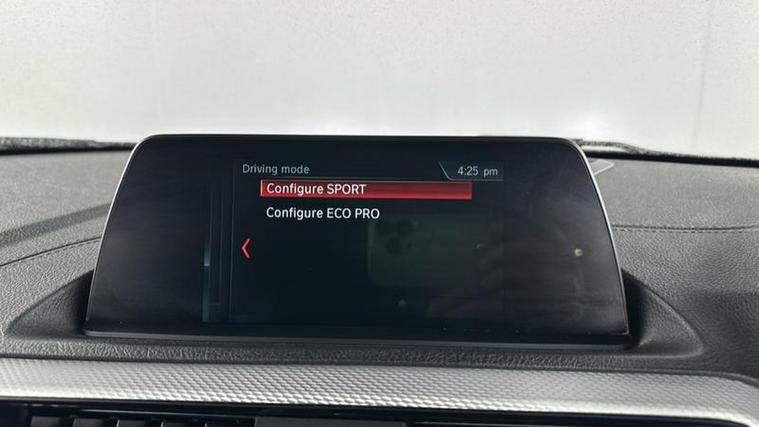 Driving mode 4:25 pm
Configure SPORT
Configure ECO PRO